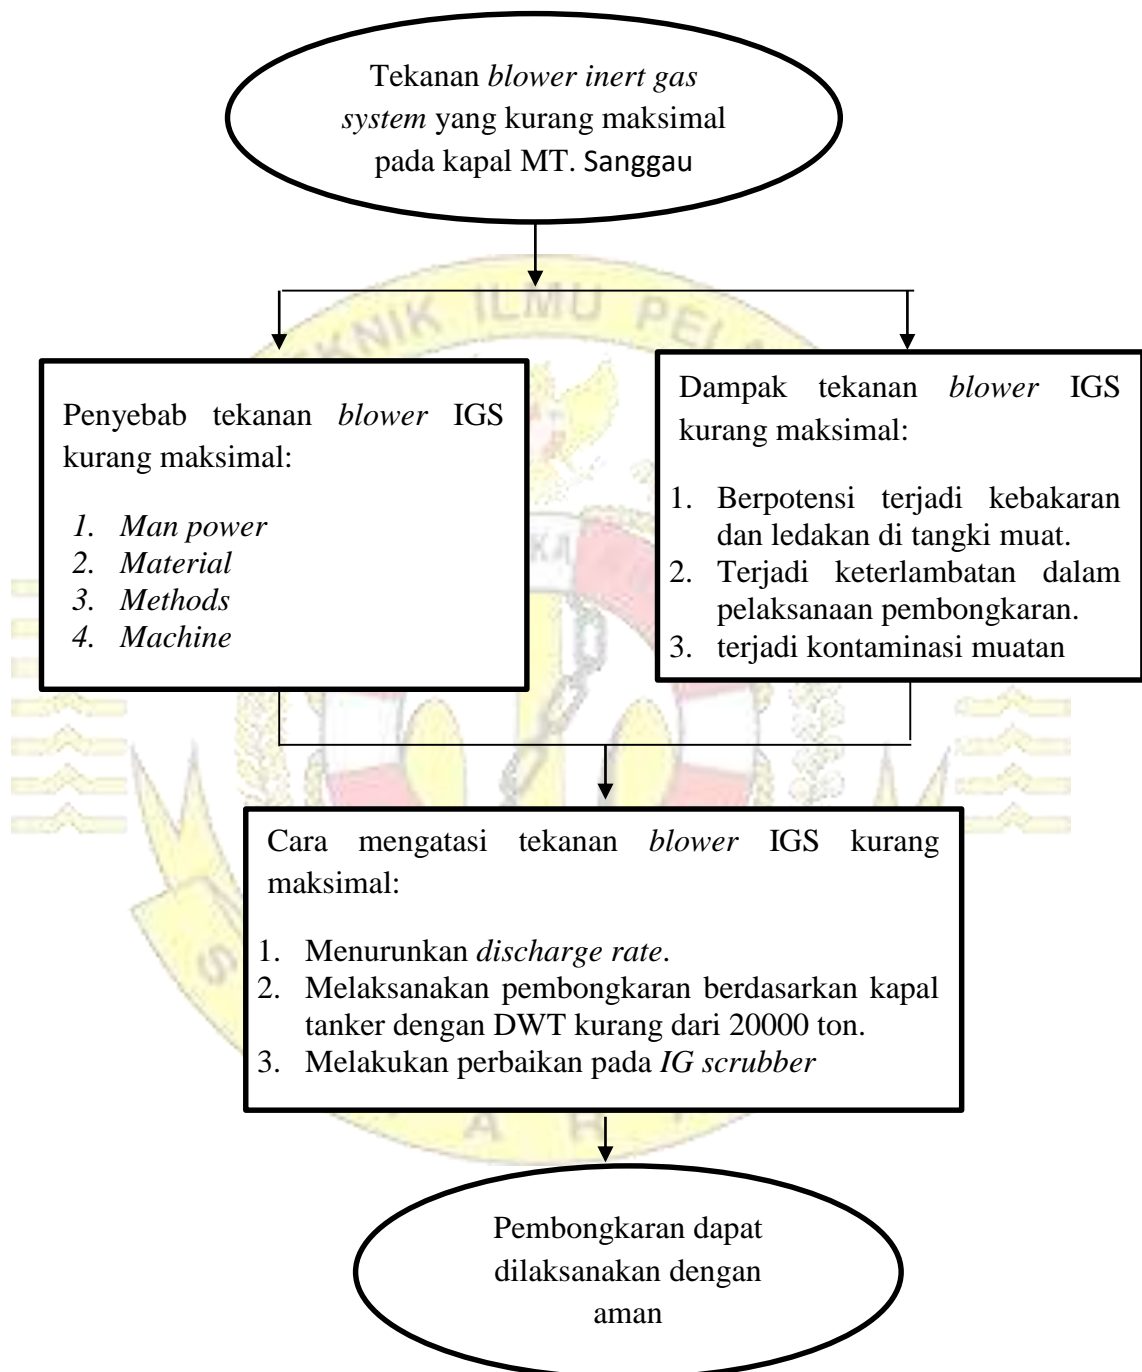 Tekanan blower inert gas
system yang kurang maksimal
pada kapal MT. Sanggau
EKNIK ILMU PELA
Penyebab tekanan blower IGS
kurang maksimal:
1. Man power
2. Material
3. Methods
4. Machine
Dampak tekanan blower IGS
kurang maksimal:
1. Berpotensi terjadi kebakaran
dan ledakan di tangki muat.
2. Terjadi keterlambatan dalam
pelaksanaan pembongkaran.
3. terjadi kontaminasi muatan
Cara mengatasi tekanan blower IGS kurang
maksimal:
1. Menurunkan discharge rate.
2. Melaksanakan pembongkaran berdasarkan kapal
tanker dengan DWT kurang dari 20000 ton.
3. Melakukan perbaikan pada IG scrubber
Pembongkaran dapat
dilaksanakan dengan
aman